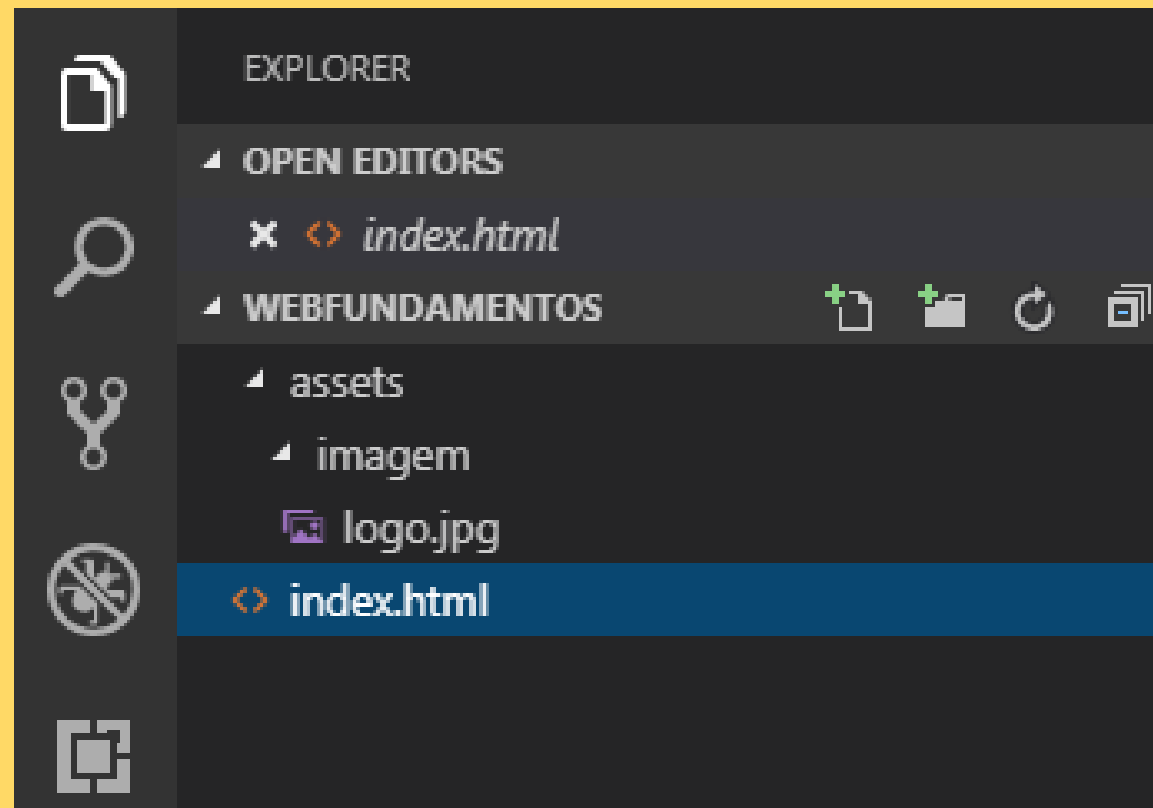 EXPLORER
OPEN EDITORS
index.html
WEBFUNDAMENTOS
assets
imagem
logo.jpg
index.html